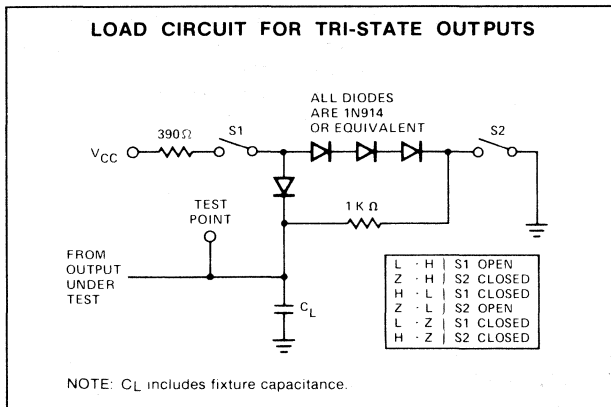 LOAD CIRCUIT FOR TRI-STATE OUTPUTS
ALL DIODES
ARE 1N914
OR EQUIVALENT
390Ω
S1
S2
VCC
TEST
POINT
1 K Ω
FROM
OUTPUT
UNDER
TEST
CL
L · H | S1 OPEN
Z · H | S2 CLOSED
H · L | S1 CLOSED
Z · L | S2 OPEN
L · Z | S1 CLOSED
H · Z | S2 CLOSED
NOTE: CL includes fixture capacitance.